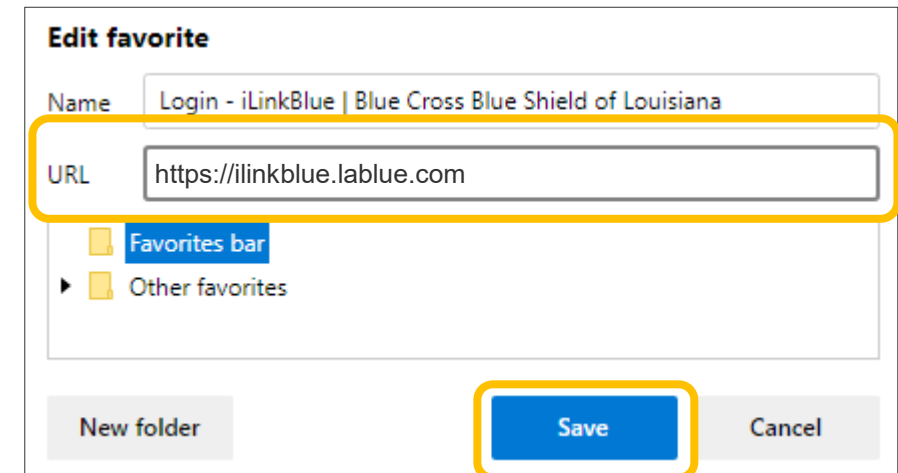 Edit favorite
Name Login - iLinkBlue | Blue Cross Blue Shield of Louisiana
URL https://ilinkblue.lablue.com
Favorites bar
Other favorites
New folder Save Cancel